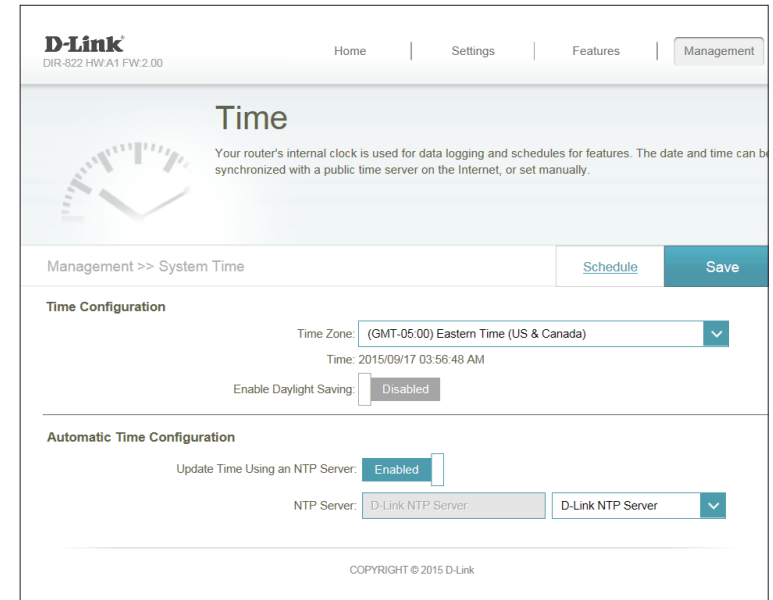 D-Link
DIR-822 HW:A1 FW:2.00
Home
Settings
Features
Management
Time
Your router's internal clock is used for data logging and schedules for features. The date and time can be
synchronized with a public time server on the Internet, or set manually.
Management >> System Time
Schedule
Save
Time Configuration
Time Zone: (GMT-05:00) Eastern Time (US & Canada)
Time: 2015/09/17 03:56:48 AM
Enable Daylight Saving: Disabled
Automatic Time Configuration
Update Time Using an NTP Server: Enabled
NTP Server: D-Link NTP Server D-Link NTP Server
COPYRIGHT © 2015 D-Link